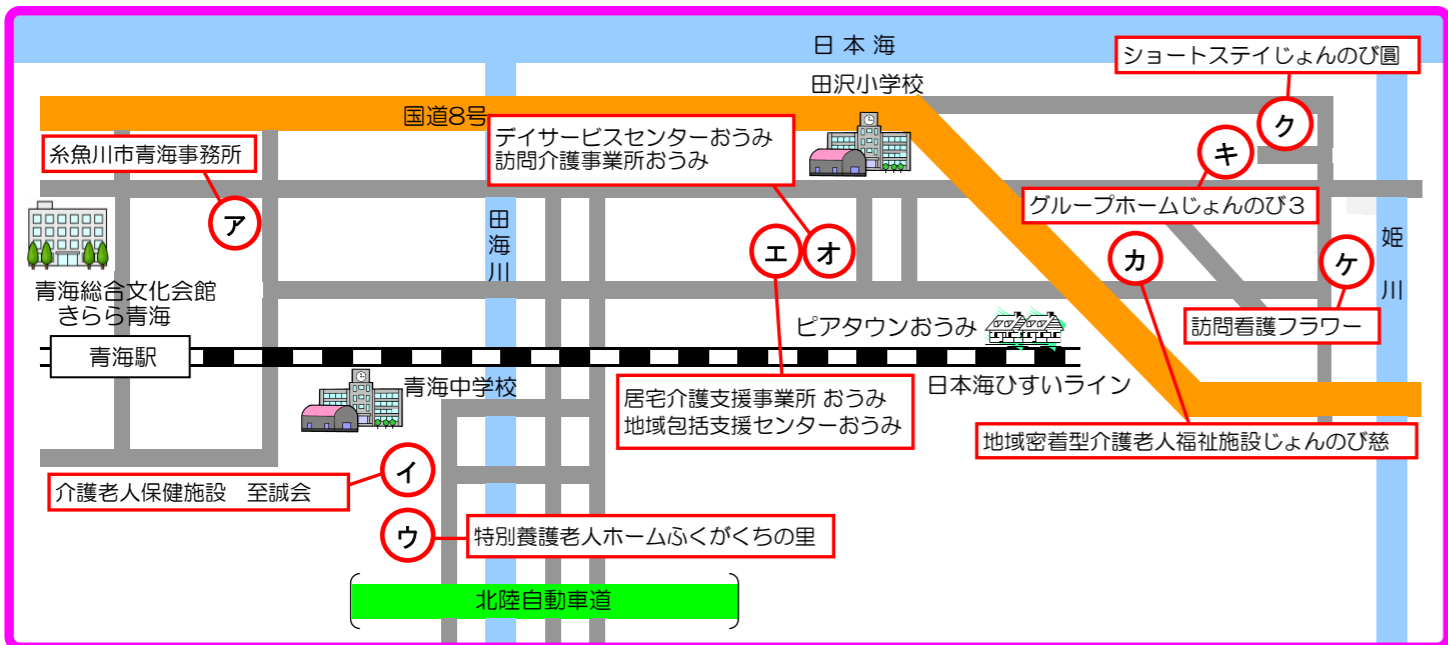 日本海
ショートステイじょんのび圓
田沢小学校
国道8号
ク
デイサービスセンターおうみ
訪問介護事業所おうみ
糸魚川市青海事務所
キ
グループホームじょんのび3
ア
田海川
姫川
エ
オ
カ
ケ
青海総合文化会館
きらら青海
ピアタウンおうみ
訪問看護フラワー
青海駅
青海中学校
日本海ひすいライン
居宅介護支援事業所 おうみ
地域包括支援センターおうみ
地域密着型介護老人福祉施設じょんのび慈
イ
介護老人保健施設 至誠会
ウ
特別養護老人ホームふくがくちの里
北陸自動車道